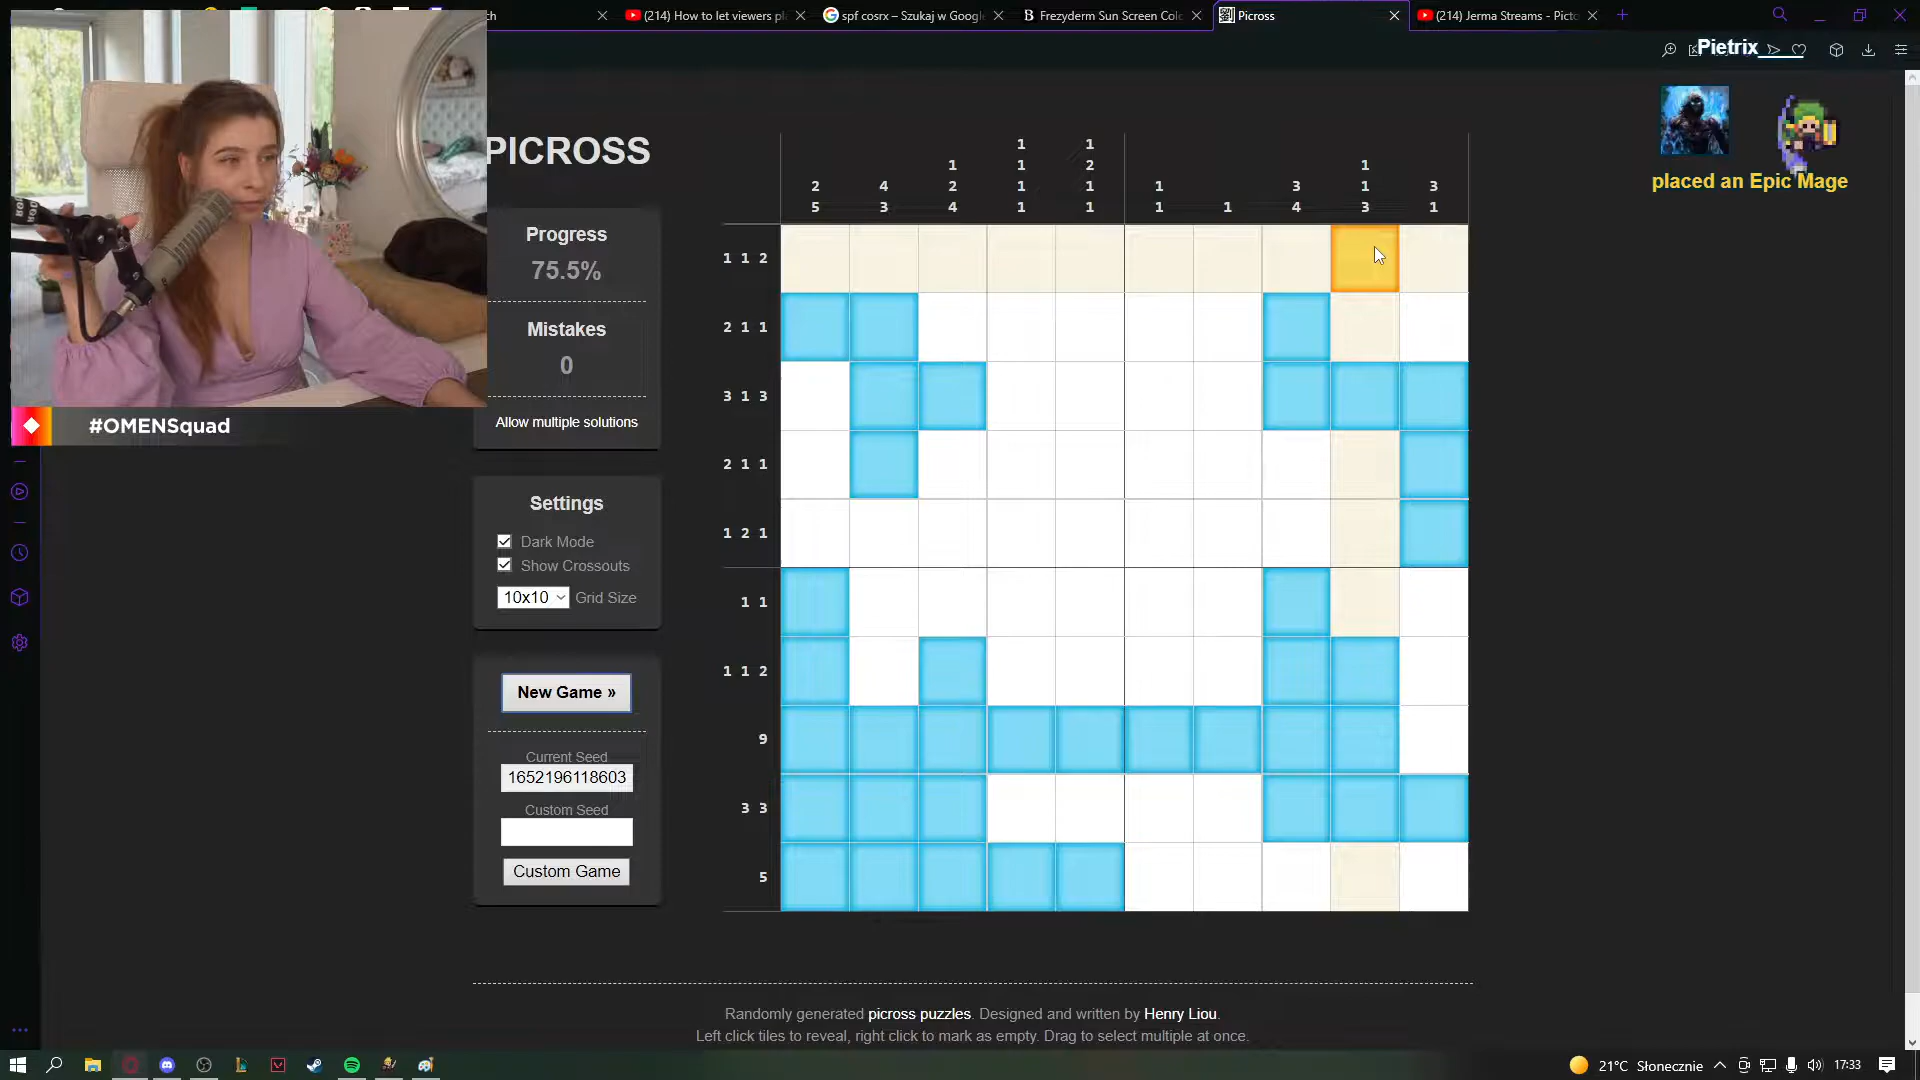 ch
(214) How to let viewers pl
spf cosrx – Szukaj w Google
Frezyderm Sun Screen Col
Picross
(214) Jerma Streams - Picto
Pietrix
placed an Epic Mage
#OMENSquad
PICROSS
Progress
75.5%
Mistakes
0
Allow multiple solutions
Settings
Dark Mode
Show Crossouts
10x10 Grid Size
New Game »
Current Seed
1652196118603
Custom Seed
Custom Game
1 1
1 1 1
1 2 1 1
2 4 2 1 1 1 3 1 3
5 3 4 1 1 1 1 4 3 1
1 1 2
2 1 1
3 1 3
2 1 1
1 2 1
1 1
1 1 2
9
3 3
5
Randomly generated picross puzzles. Designed and written by Henry Liou.
Left click tiles to reveal, right click to mark as empty. Drag to select multiple at once.
21°C Słonecznie
17:33